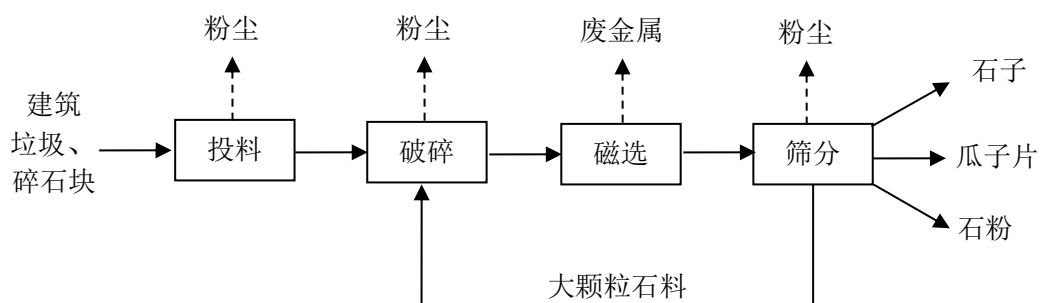 粉尘
粉尘
废金属
粉尘
石子
建筑
垃圾、
碎石块
投料
破碎
磁选
筛分
瓜子片
石粉
大颗粒石料